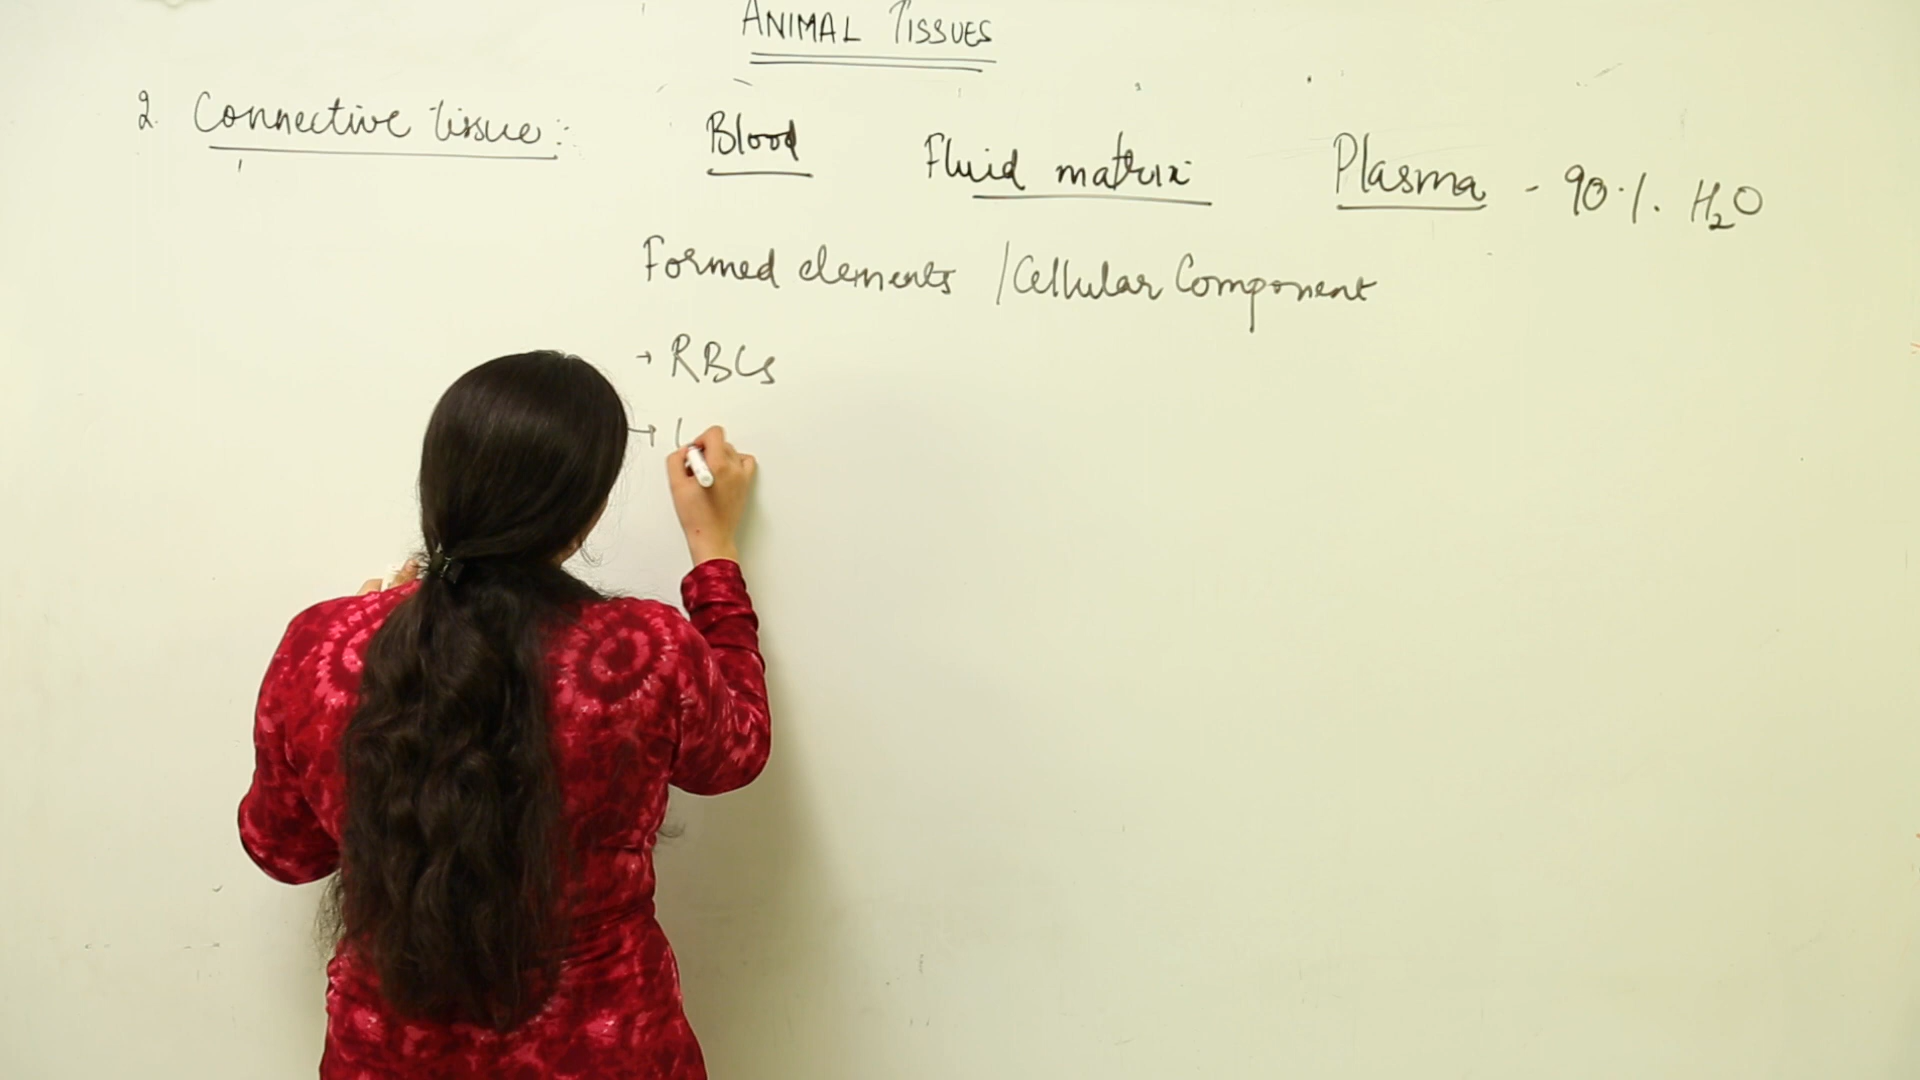 ANIMAL TISSUES
2. Connective tissue:
Blood Fluid matrix Plasma - 90% H₂O
Formed elements / Cellular Component
→ RBCs
→